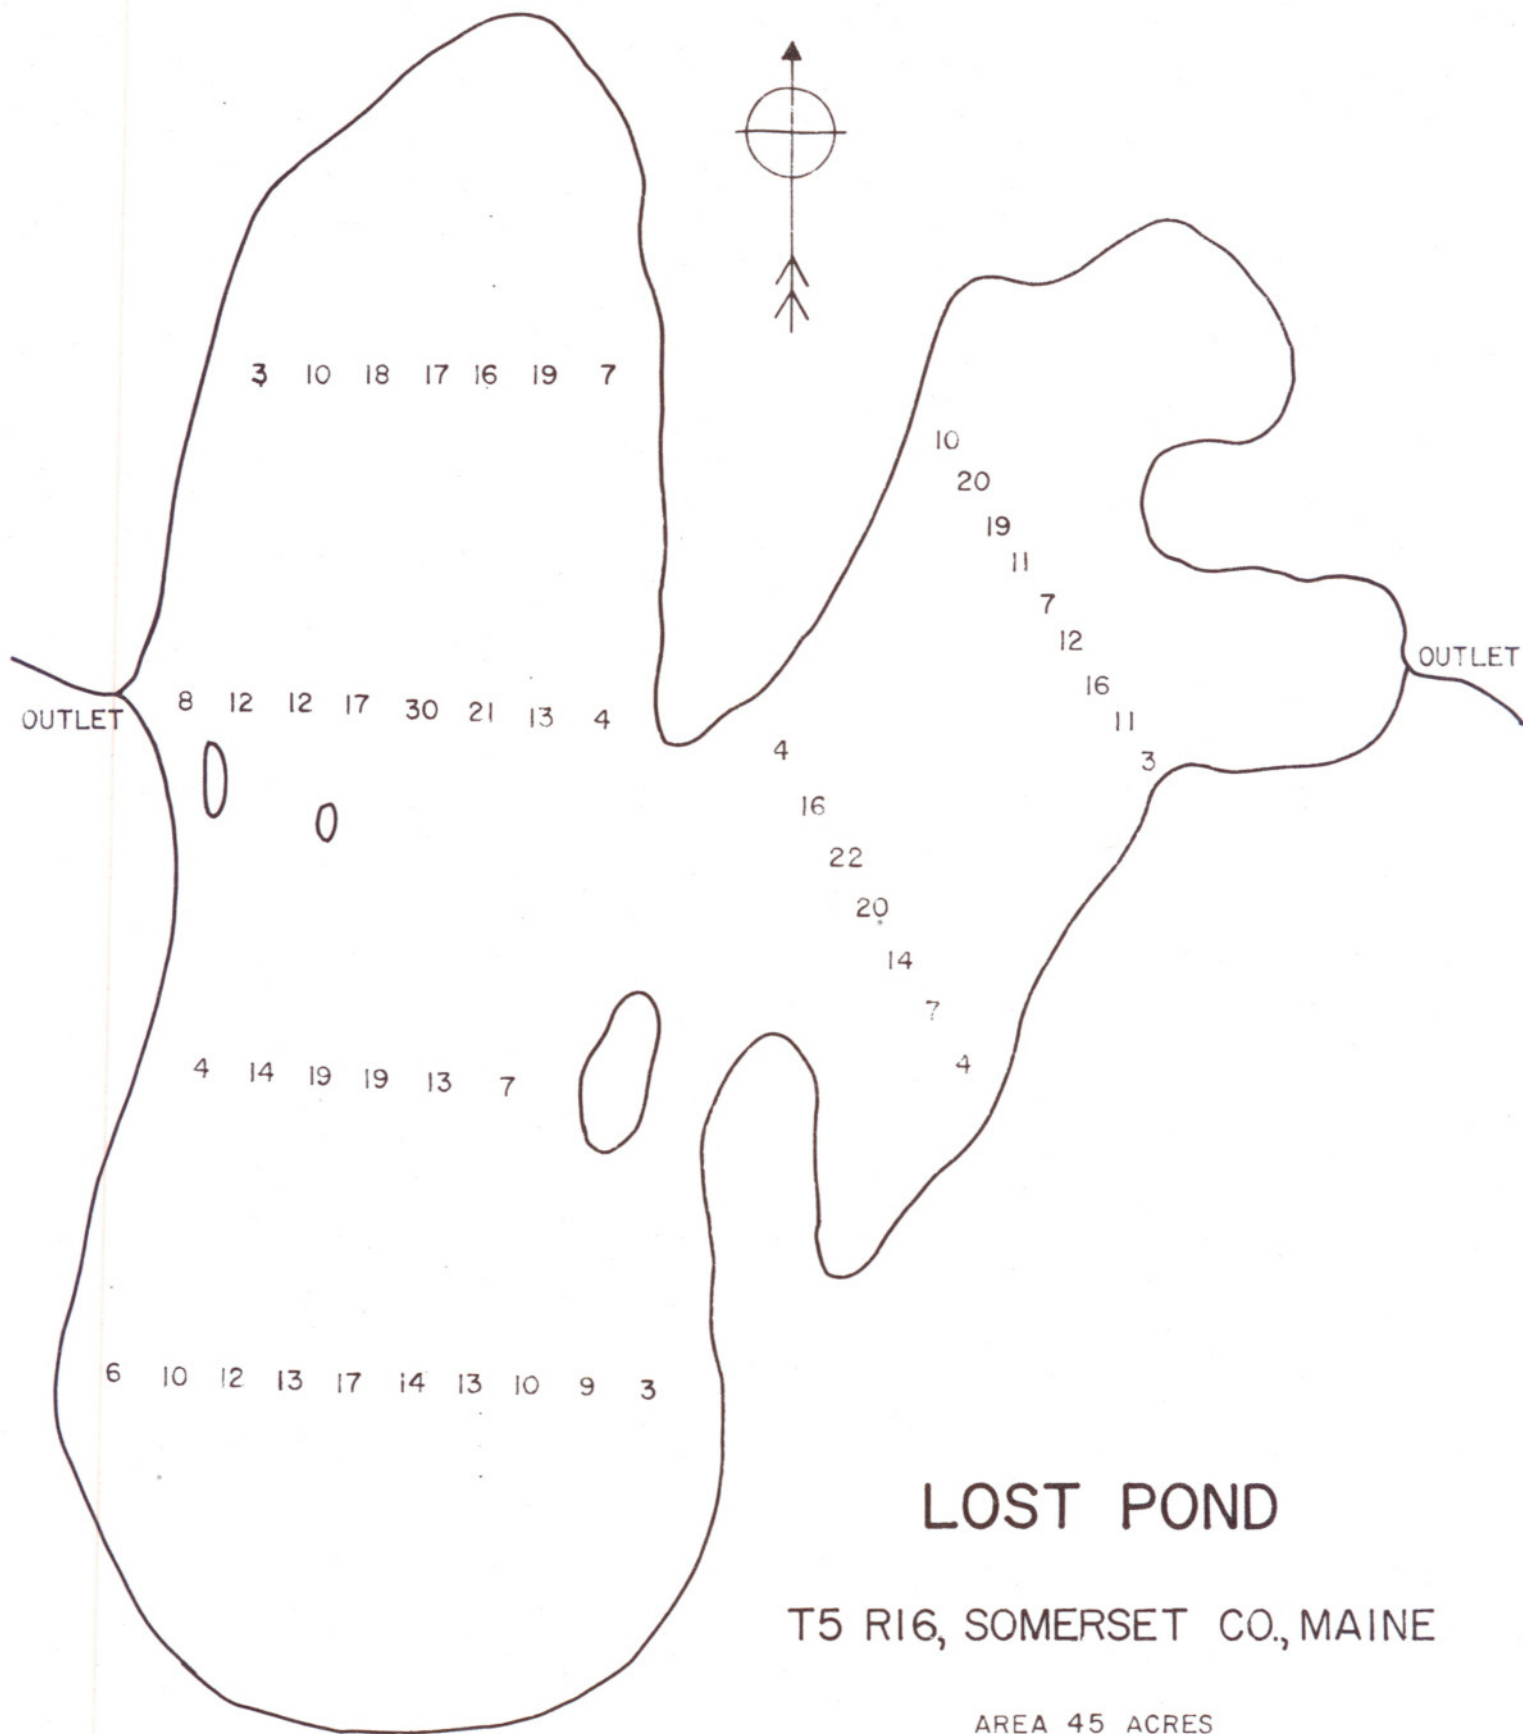 3 10 18 17 16 19 7
10
20
19
11
7
12
16
11
3
OUTLET
OUTLET
8 12 12 17 30 21 13 4
4
16
22
20
14
7
4
4 14 19 19 13 7
6 10 12 13 17 14 13 10 9 3
LOST POND
T5 R16, SOMERSET CO., MAINE
AREA 45 ACRES